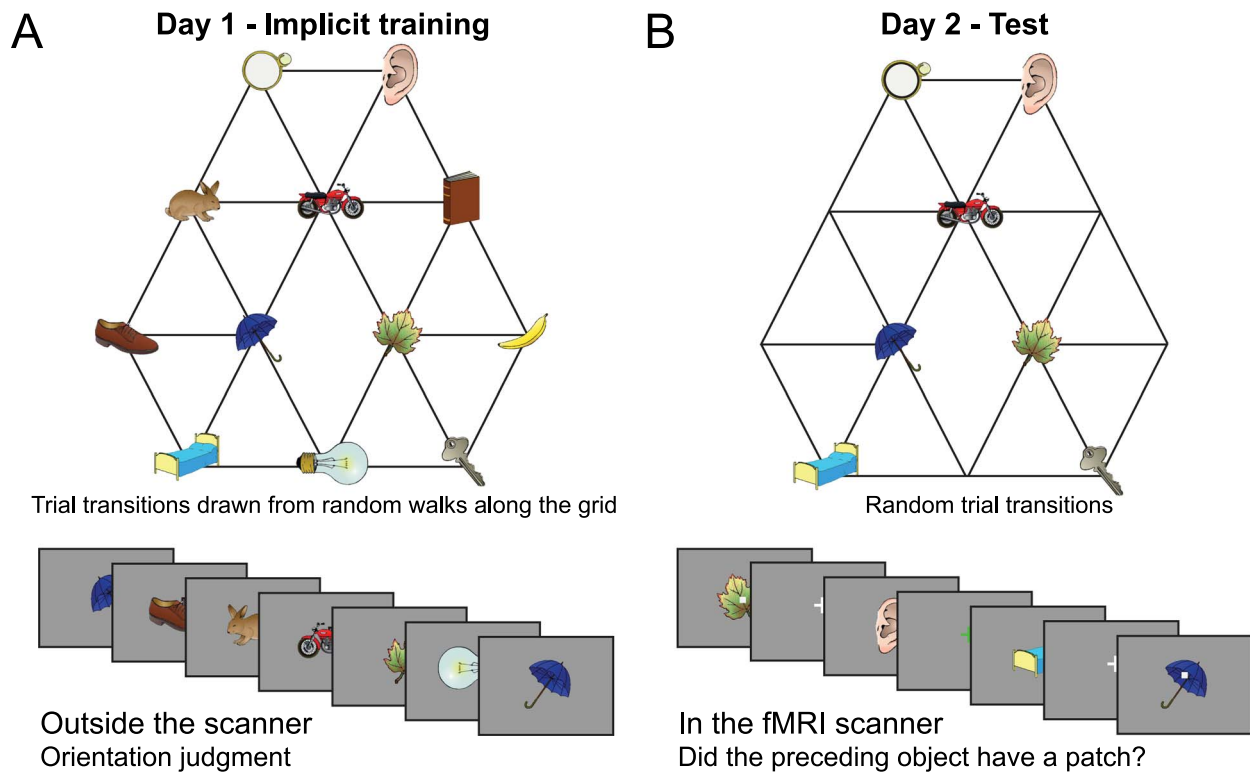 A
Day 1 - Implicit training
Trial transitions drawn from random walks along the grid
Outside the scanner
Orientation judgment
B
Day 2 - Test
Random trial transitions
In the fMRI scanner
Did the preceding object have a patch?